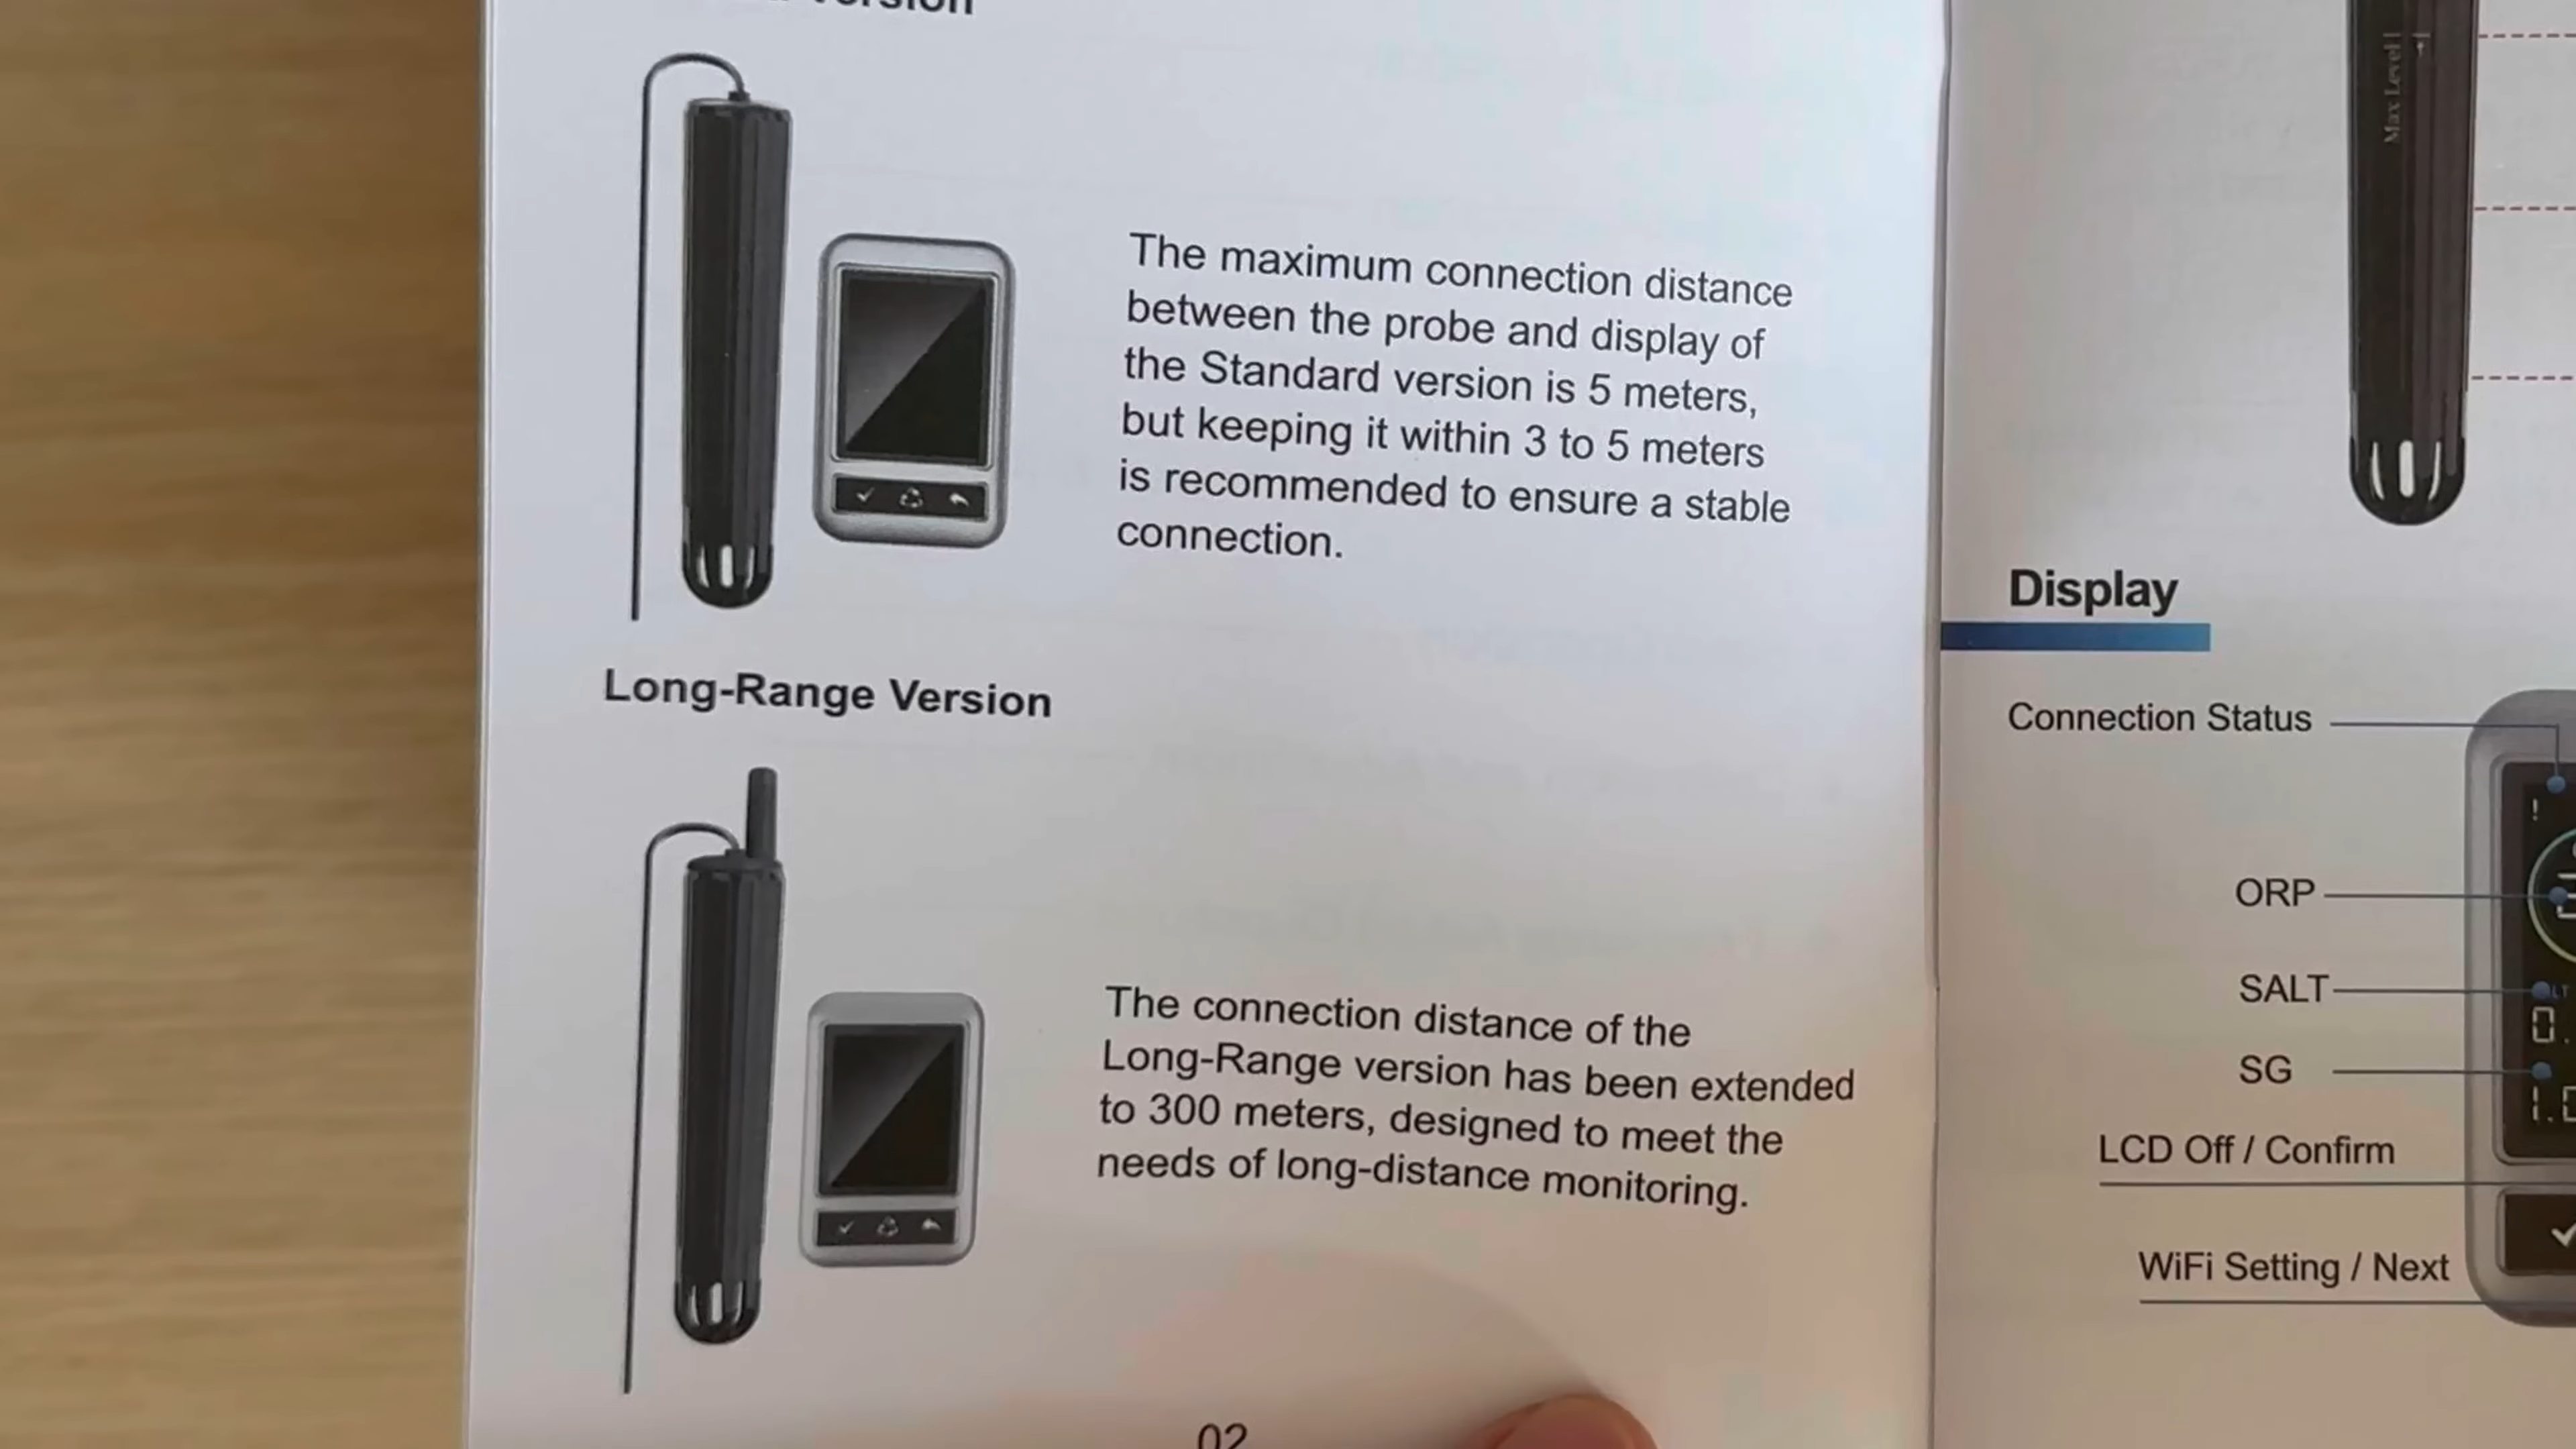 The maximum connection distance
between the probe and display of
the Standard version is 5 meters,
but keeping it within 3 to 5 meters
is recommended to ensure a stable
connection.
Long-Range Version
The connection distance of the
Long-Range version has been extended
to 300 meters, designed to meet the
needs of long-distance monitoring.
02
Max Level
Display
Connection Status
ORP
SALT
SG
LCD Off / Confirm
WiFi Setting / Next